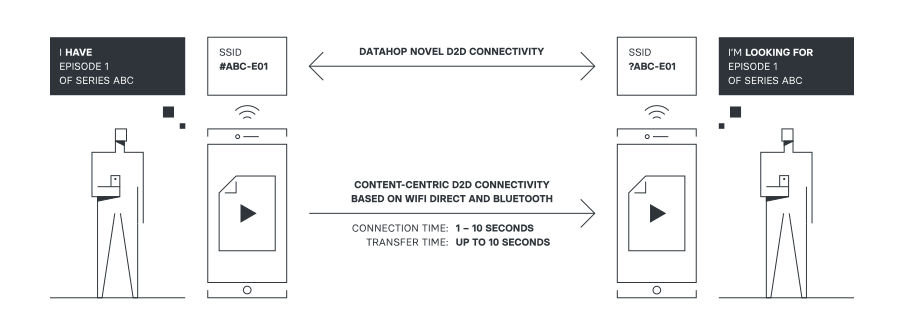 I HAVE
EPISODE 1
OF SERIES ABC
SSID
#ABC-E01
DATAHOP NOVEL D2D CONNECTIVITY
SSID
?ABC-E01
I'M LOOKING FOR
EPISODE 1
OF SERIES ABC
CONTENT-CENTRIC D2D CONNECTIVITY
BASED ON WIFI DIRECT AND BLUETOOTH
CONNECTION TIME: 1 – 10 SECONDS
TRANSFER TIME: UP TO 10 SECONDS